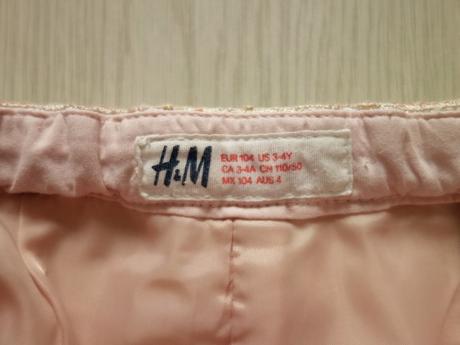 H&M
EUR 104 US 3-4Y
CA 3-4A CN 110/50
MX 104 AUS 4